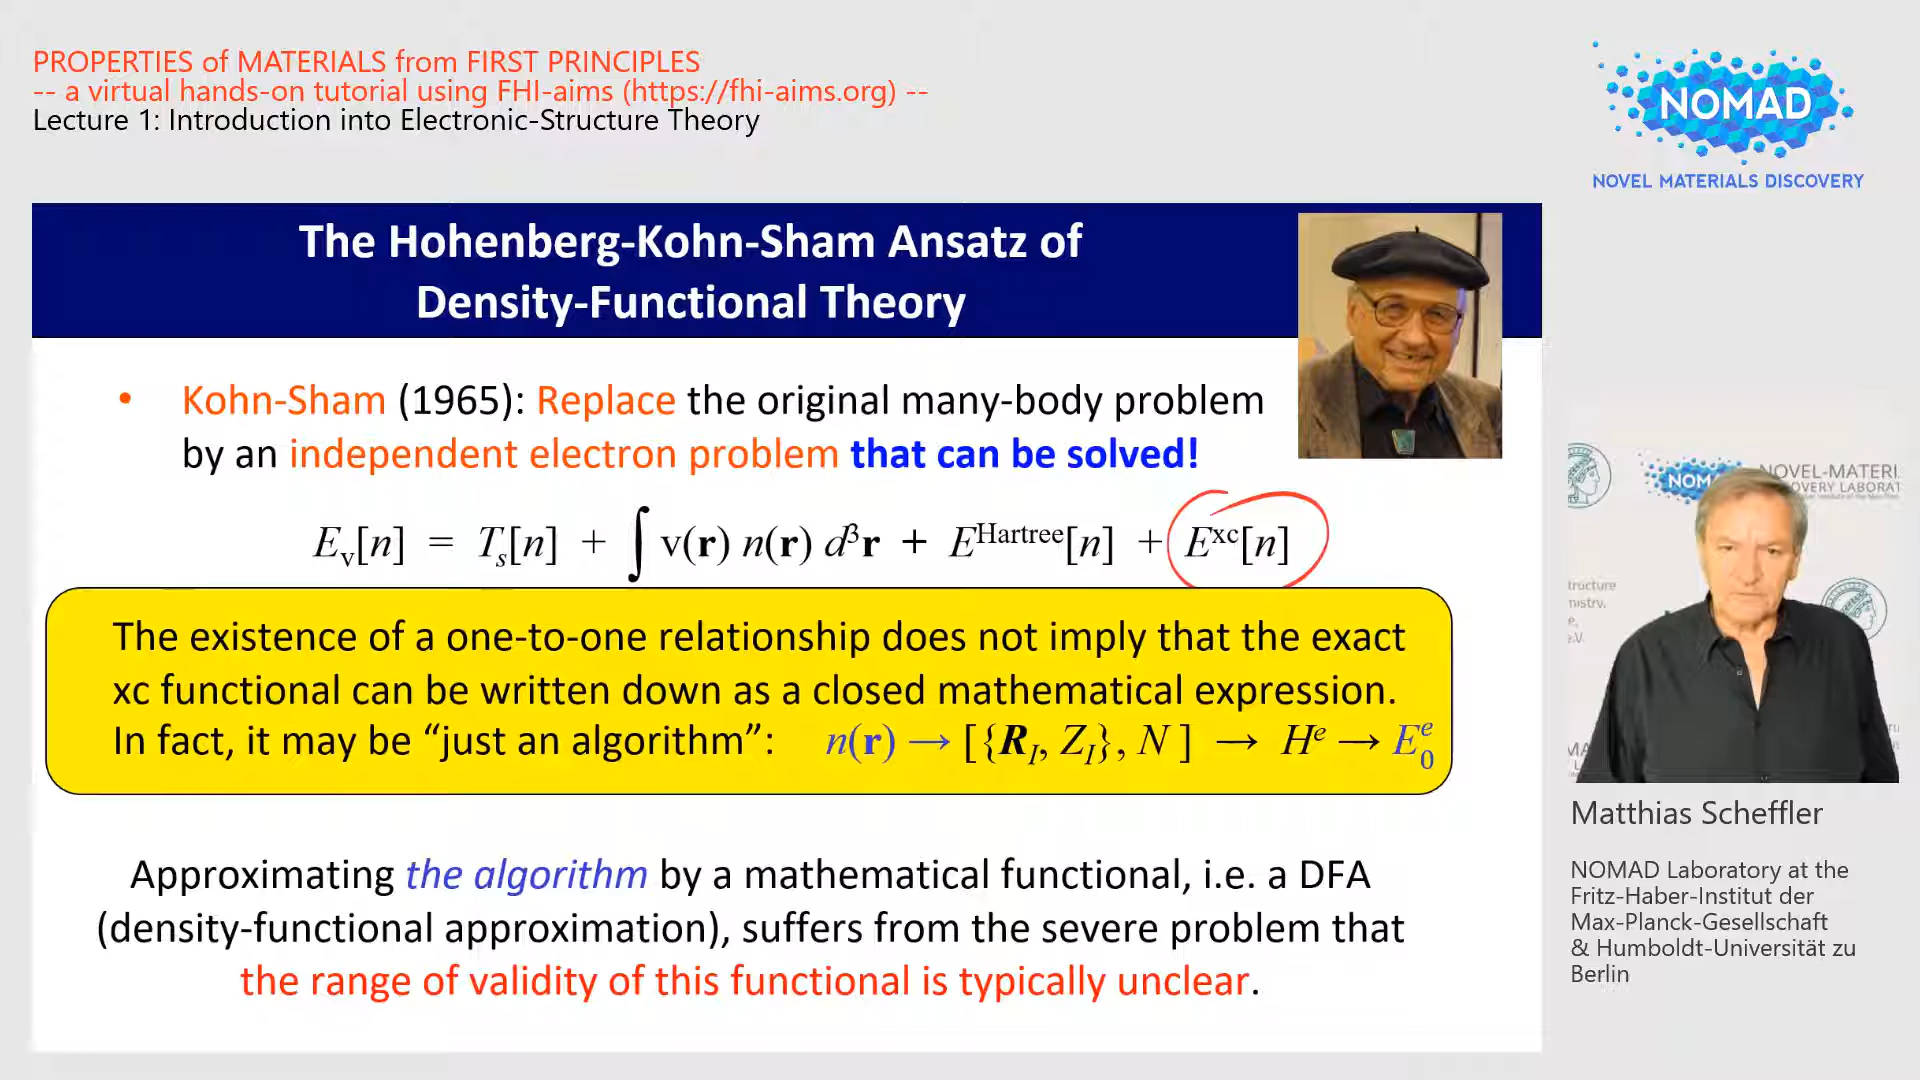 PROPERTIES of MATERIALS from FIRST PRINCIPLES
-- a virtual hands-on tutorial using FHI-aims (https://fhi-aims.org) --
Lecture 1: Introduction into Electronic-Structure Theory
NOMAD
NOVEL MATERIALS DISCOVERY
The Hohenberg-Kohn-Sham Ansatz of
Density-Functional Theory
• Kohn-Sham (1965): Replace the original many-body problem
by an independent electron problem that can be solved!
E_v[n] = T_s[n] + ∫ v(r) n(r) d³r + E^Hartree[n] + E^xc[n]
The existence of a one-to-one relationship does not imply that the exact
xc functional can be written down as a closed mathematical expression.
In fact, it may be “just an algorithm”: n(r) → [{R_I, Z_I}, N] → H^e → E_0^e
Approximating the algorithm by a mathematical functional, i.e. a DFA
(density-functional approximation), suffers from the severe problem that
the range of validity of this functional is typically unclear.
Matthias Scheffler
NOMAD Laboratory at the
Fritz-Haber-Institut der
Max-Planck-Gesellschaft
& Humboldt-Universität zu
Berlin